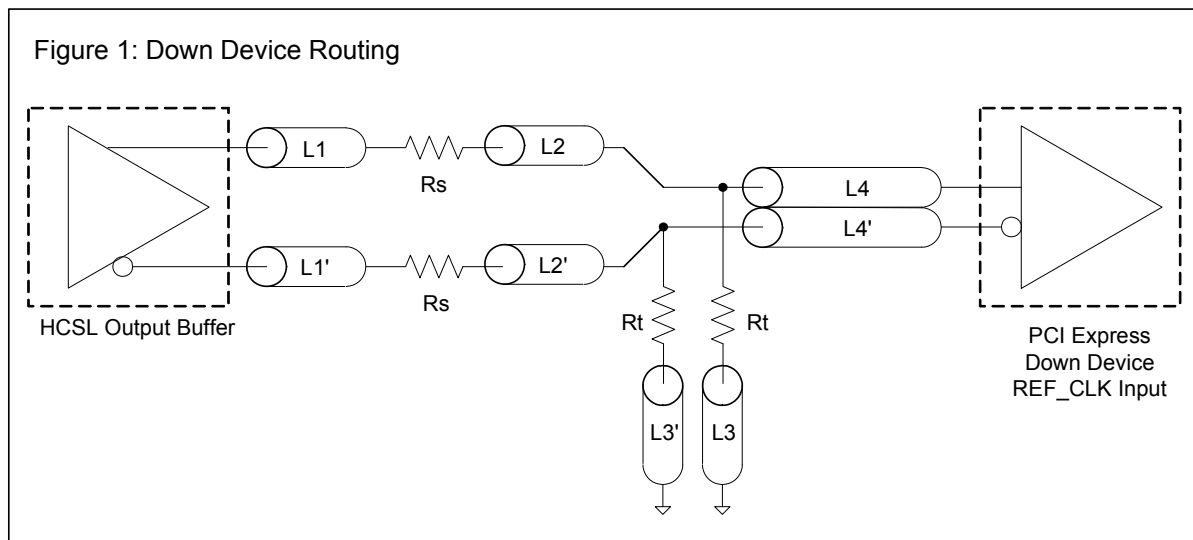 Figure 1: Down Device Routing
L1
Rs
L2
L4
L4'
L1'
Rs
L2'
HCSL Output Buffer
Rt
Rt
L3'
L3
PCI Express
Down Device
REF_CLK Input